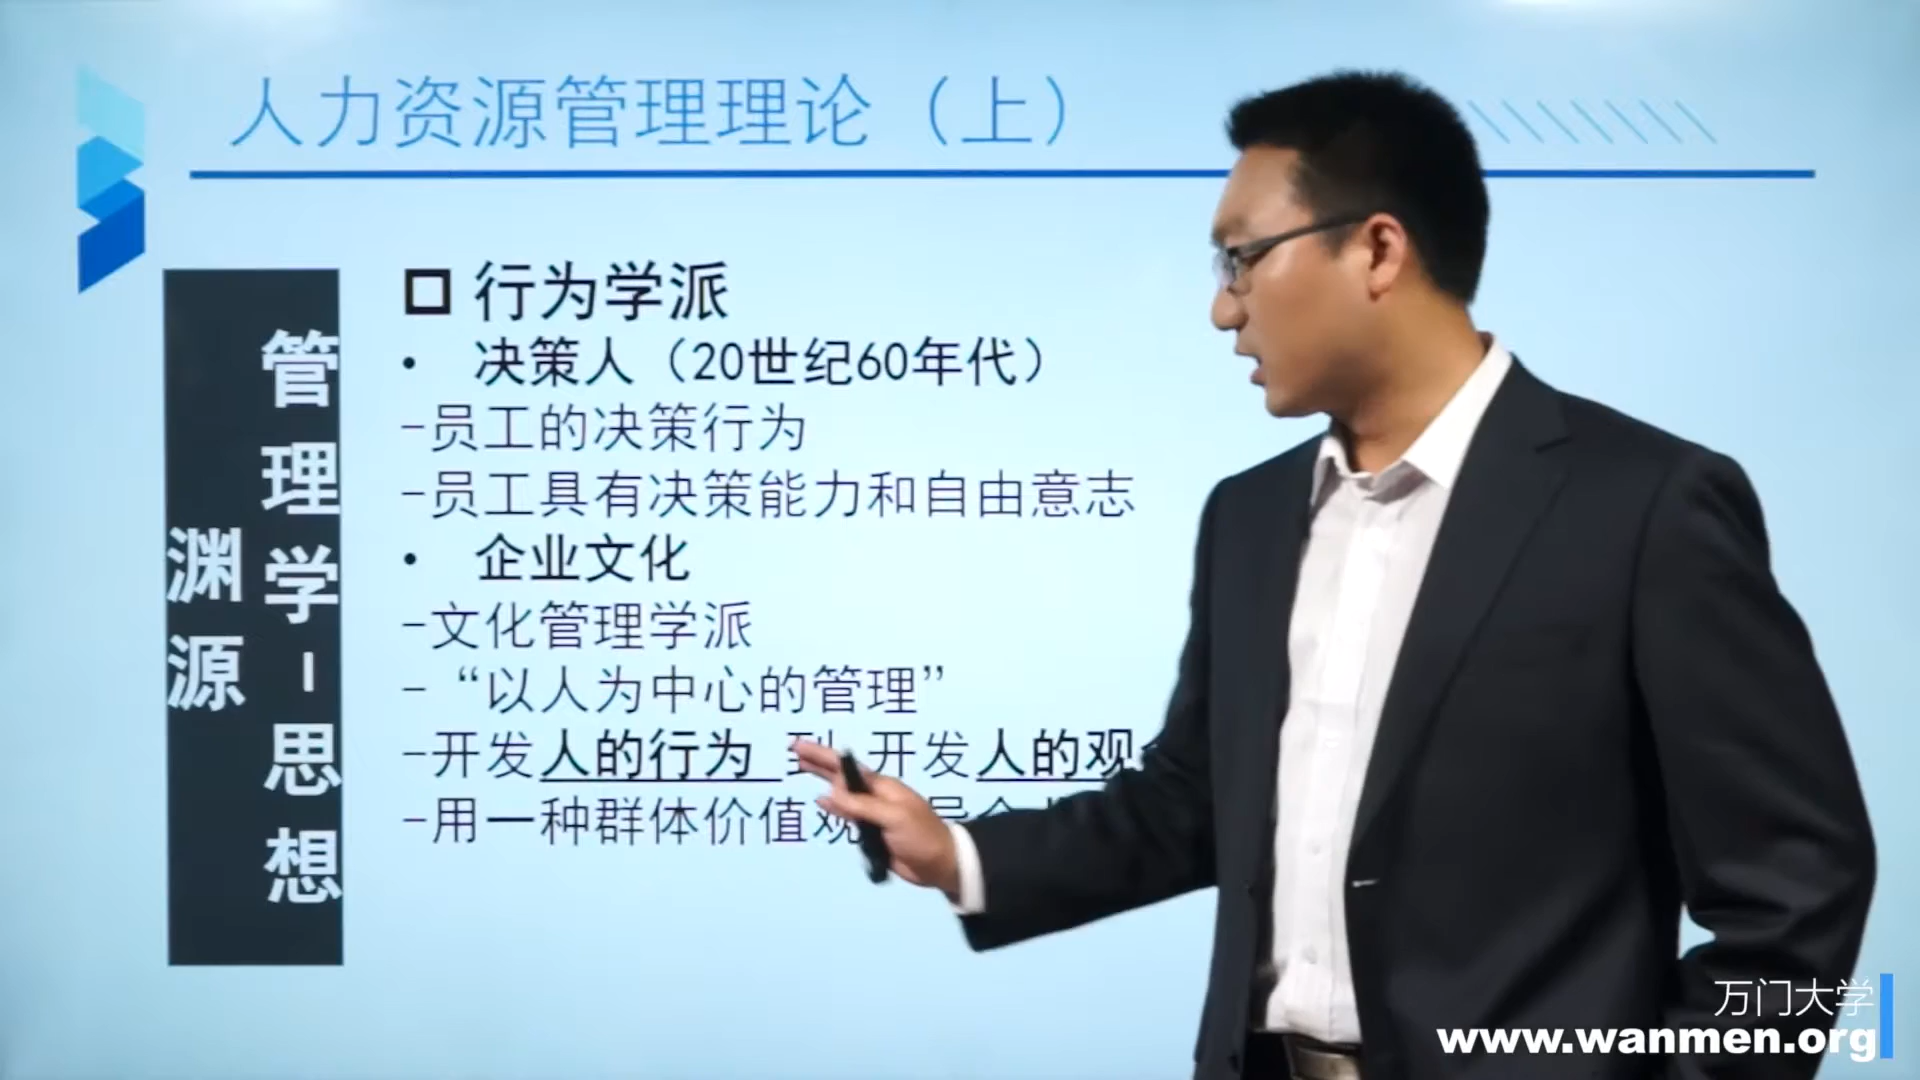 人力资源管理理论（上）
管理学-思想
渊源
行为学派
• 决策人（20世纪60年代）
-员工的决策行为
-员工具有决策能力和自由意志
• 企业文化
-文化管理学派
-“以人为中心的管理”
-开发人的行为 到 开发人的观
-用一种群体价值观
万门大学
www.wanmen.org